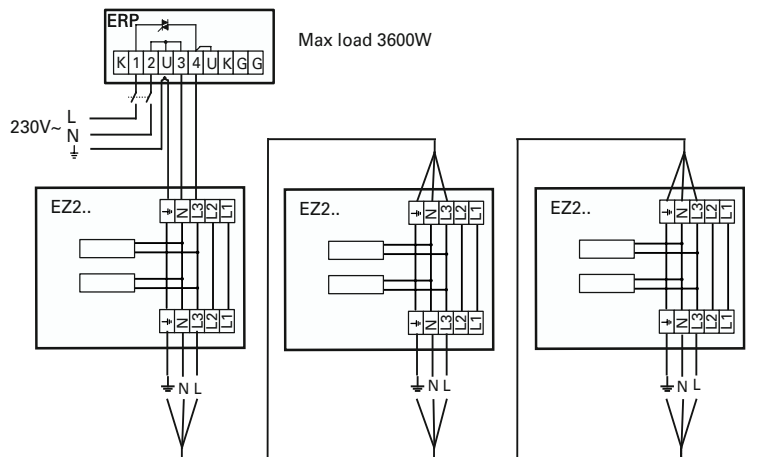 ERP
Max load 3600W
K 1 2 U 3 4 U K G G
L
230V~ N
EZ2..
N L3 L2 L1
N L3 L2 L1
N L
EZ2..
N L3 L2 L1
N L3 L2 L1
N L
EZ2..
N L3 L2 L1
N L3 L2 L1
N L